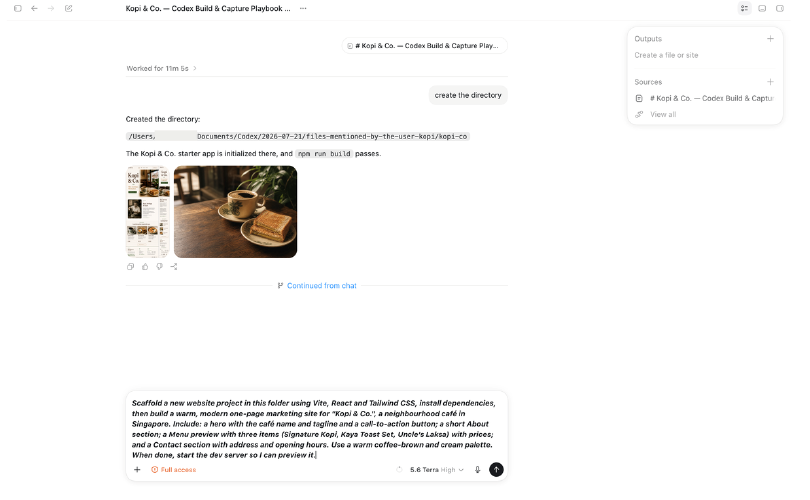 Kopi & Co. — Codex Build & Capture Playbook ...
# Kopi & Co. — Codex Build & Capture Play...
Worked for 11m 5s
create the directory
Created the directory:
/Users, Documents/Codex/2026-07-21/files-mentioned-by-the-user-kopi/kopi-co
The Kopi & Co. starter app is initialized there, and npm run build passes.
Kopi
& Co.
Continued from chat
Scaffold a new website project in this folder using Vite, React and Tailwind CSS, install dependencies,
then build a warm, modern one-page marketing site for "Kopi & Co.", a neighbourhood café in
Singapore. Include: a hero with the café name and tagline and a call-to-action button; a short About
section; a Menu preview with three items (Signature Kopi, Kaya Toast Set, Uncle's Laksa) with prices;
and a Contact section with address and opening hours. Use a warm coffee-brown and cream palette.
When done, start the dev server so I can preview it.
Full access
5.6 Terra High
Outputs
Create a file or site
Sources
# Kopi & Co. — Codex Build & Captur
View all